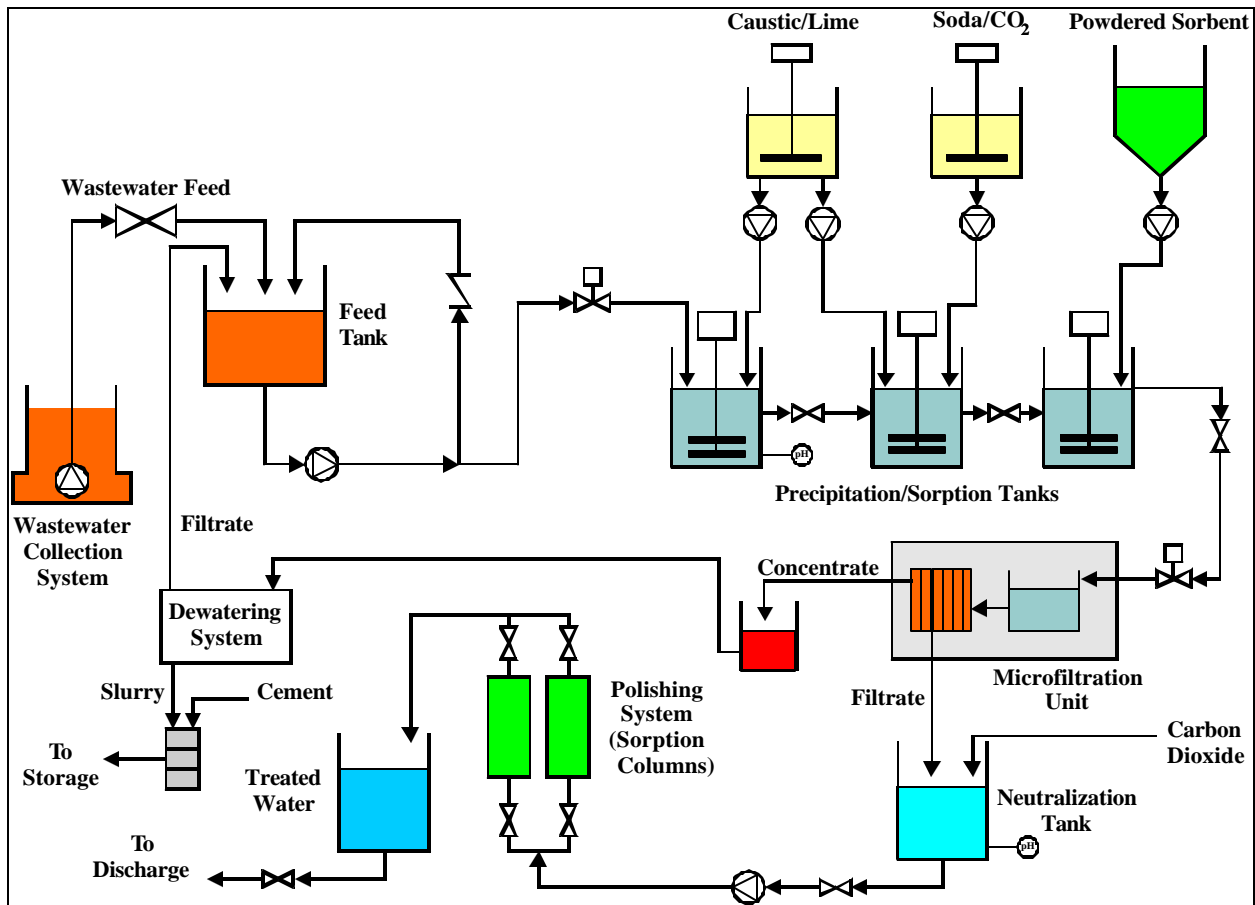 Caustic/Lime
Soda/CO2
Powdered Sorbent
Wastewater Feed
Feed
Tank
pH
Precipitation/Sorption Tanks
Wastewater
Collection
System
Filtrate
Concentrate
Dewatering
System
Microfiltration
Unit
Slurry
Cement
Filtrate
Polishing
System
(Sorption
Columns)
To
Storage
Treated
Water
Carbon
Dioxide
Neutralization
Tank
pH
To
Discharge